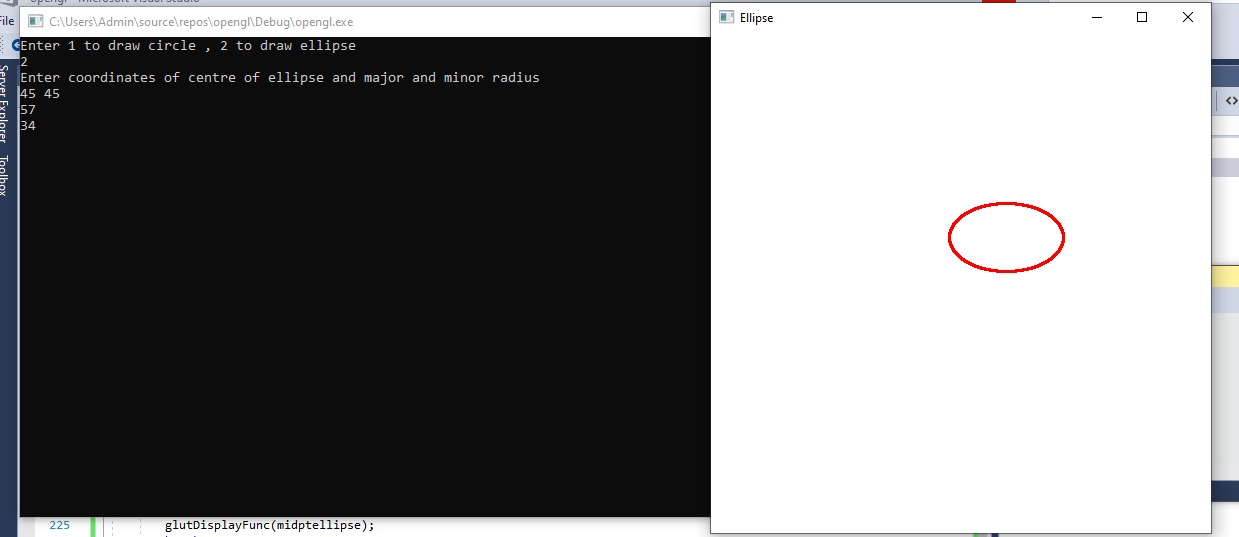 C:\Users\Admin\source\repos\opengl\Debug\opengl.exe
Enter 1 to draw circle , 2 to draw ellipse
2
Enter coordinates of centre of ellipse and major and minor radius
45 45
57
34
Ellipse
File
Server Explorer
Toolbox
<>
225 glutDisplayFunc(midptellipse);